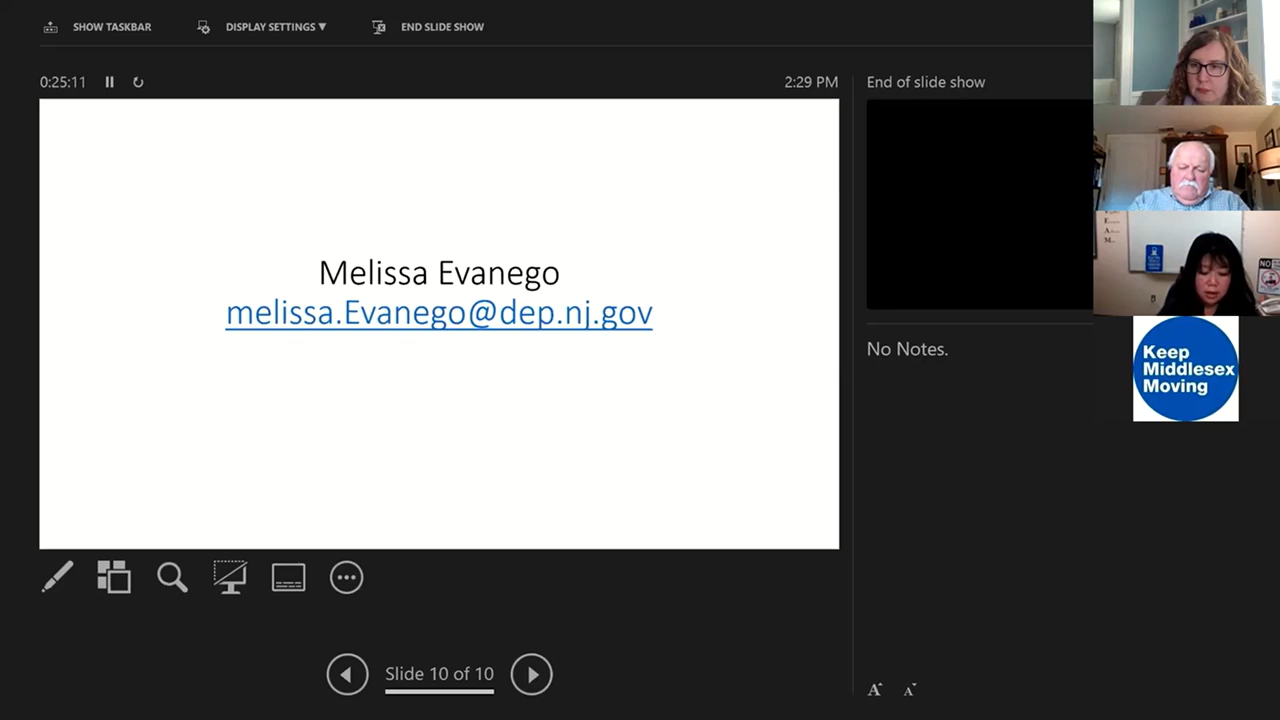 SHOW TASKBAR
DISPLAY SETTINGS ▼
END SLIDE SHOW
0:25:11
2:29 PM
End of slide show
Melissa Evanego
melissa.Evanego@dep.nj.gov
No Notes.
Keep
Middlesex
Moving
NO
Slide 10 of 10
A
A